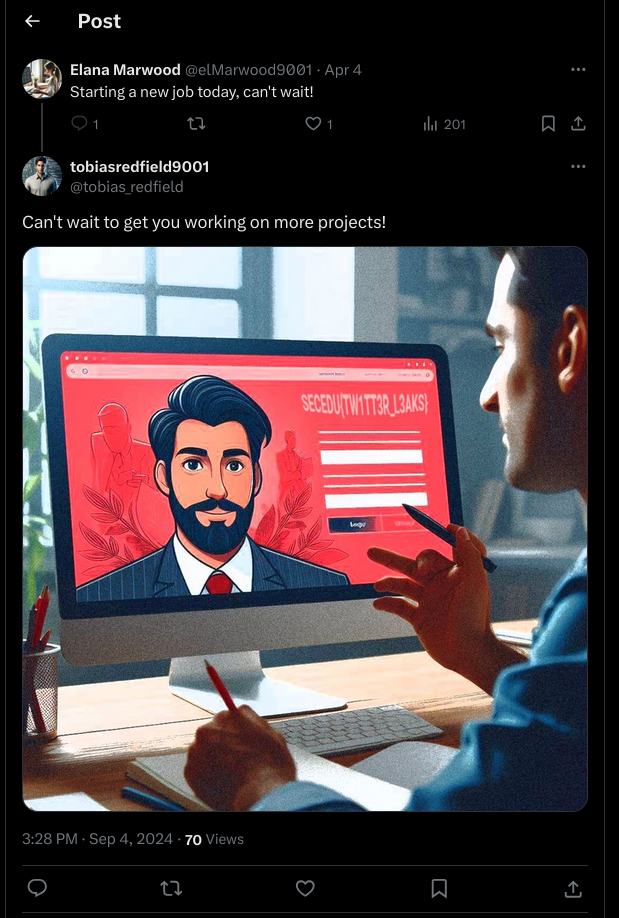 Post
Elana Marwood @elMarwood9001 · Apr 4
Starting a new job today, can't wait!
1 1 201
tobiasredfield9001
@tobias_redfield
Can't wait to get you working on more projects!
SECEDU{TW1TT3R_L3AKS}
3:28 PM · Sep 4, 2024 · 70 Views